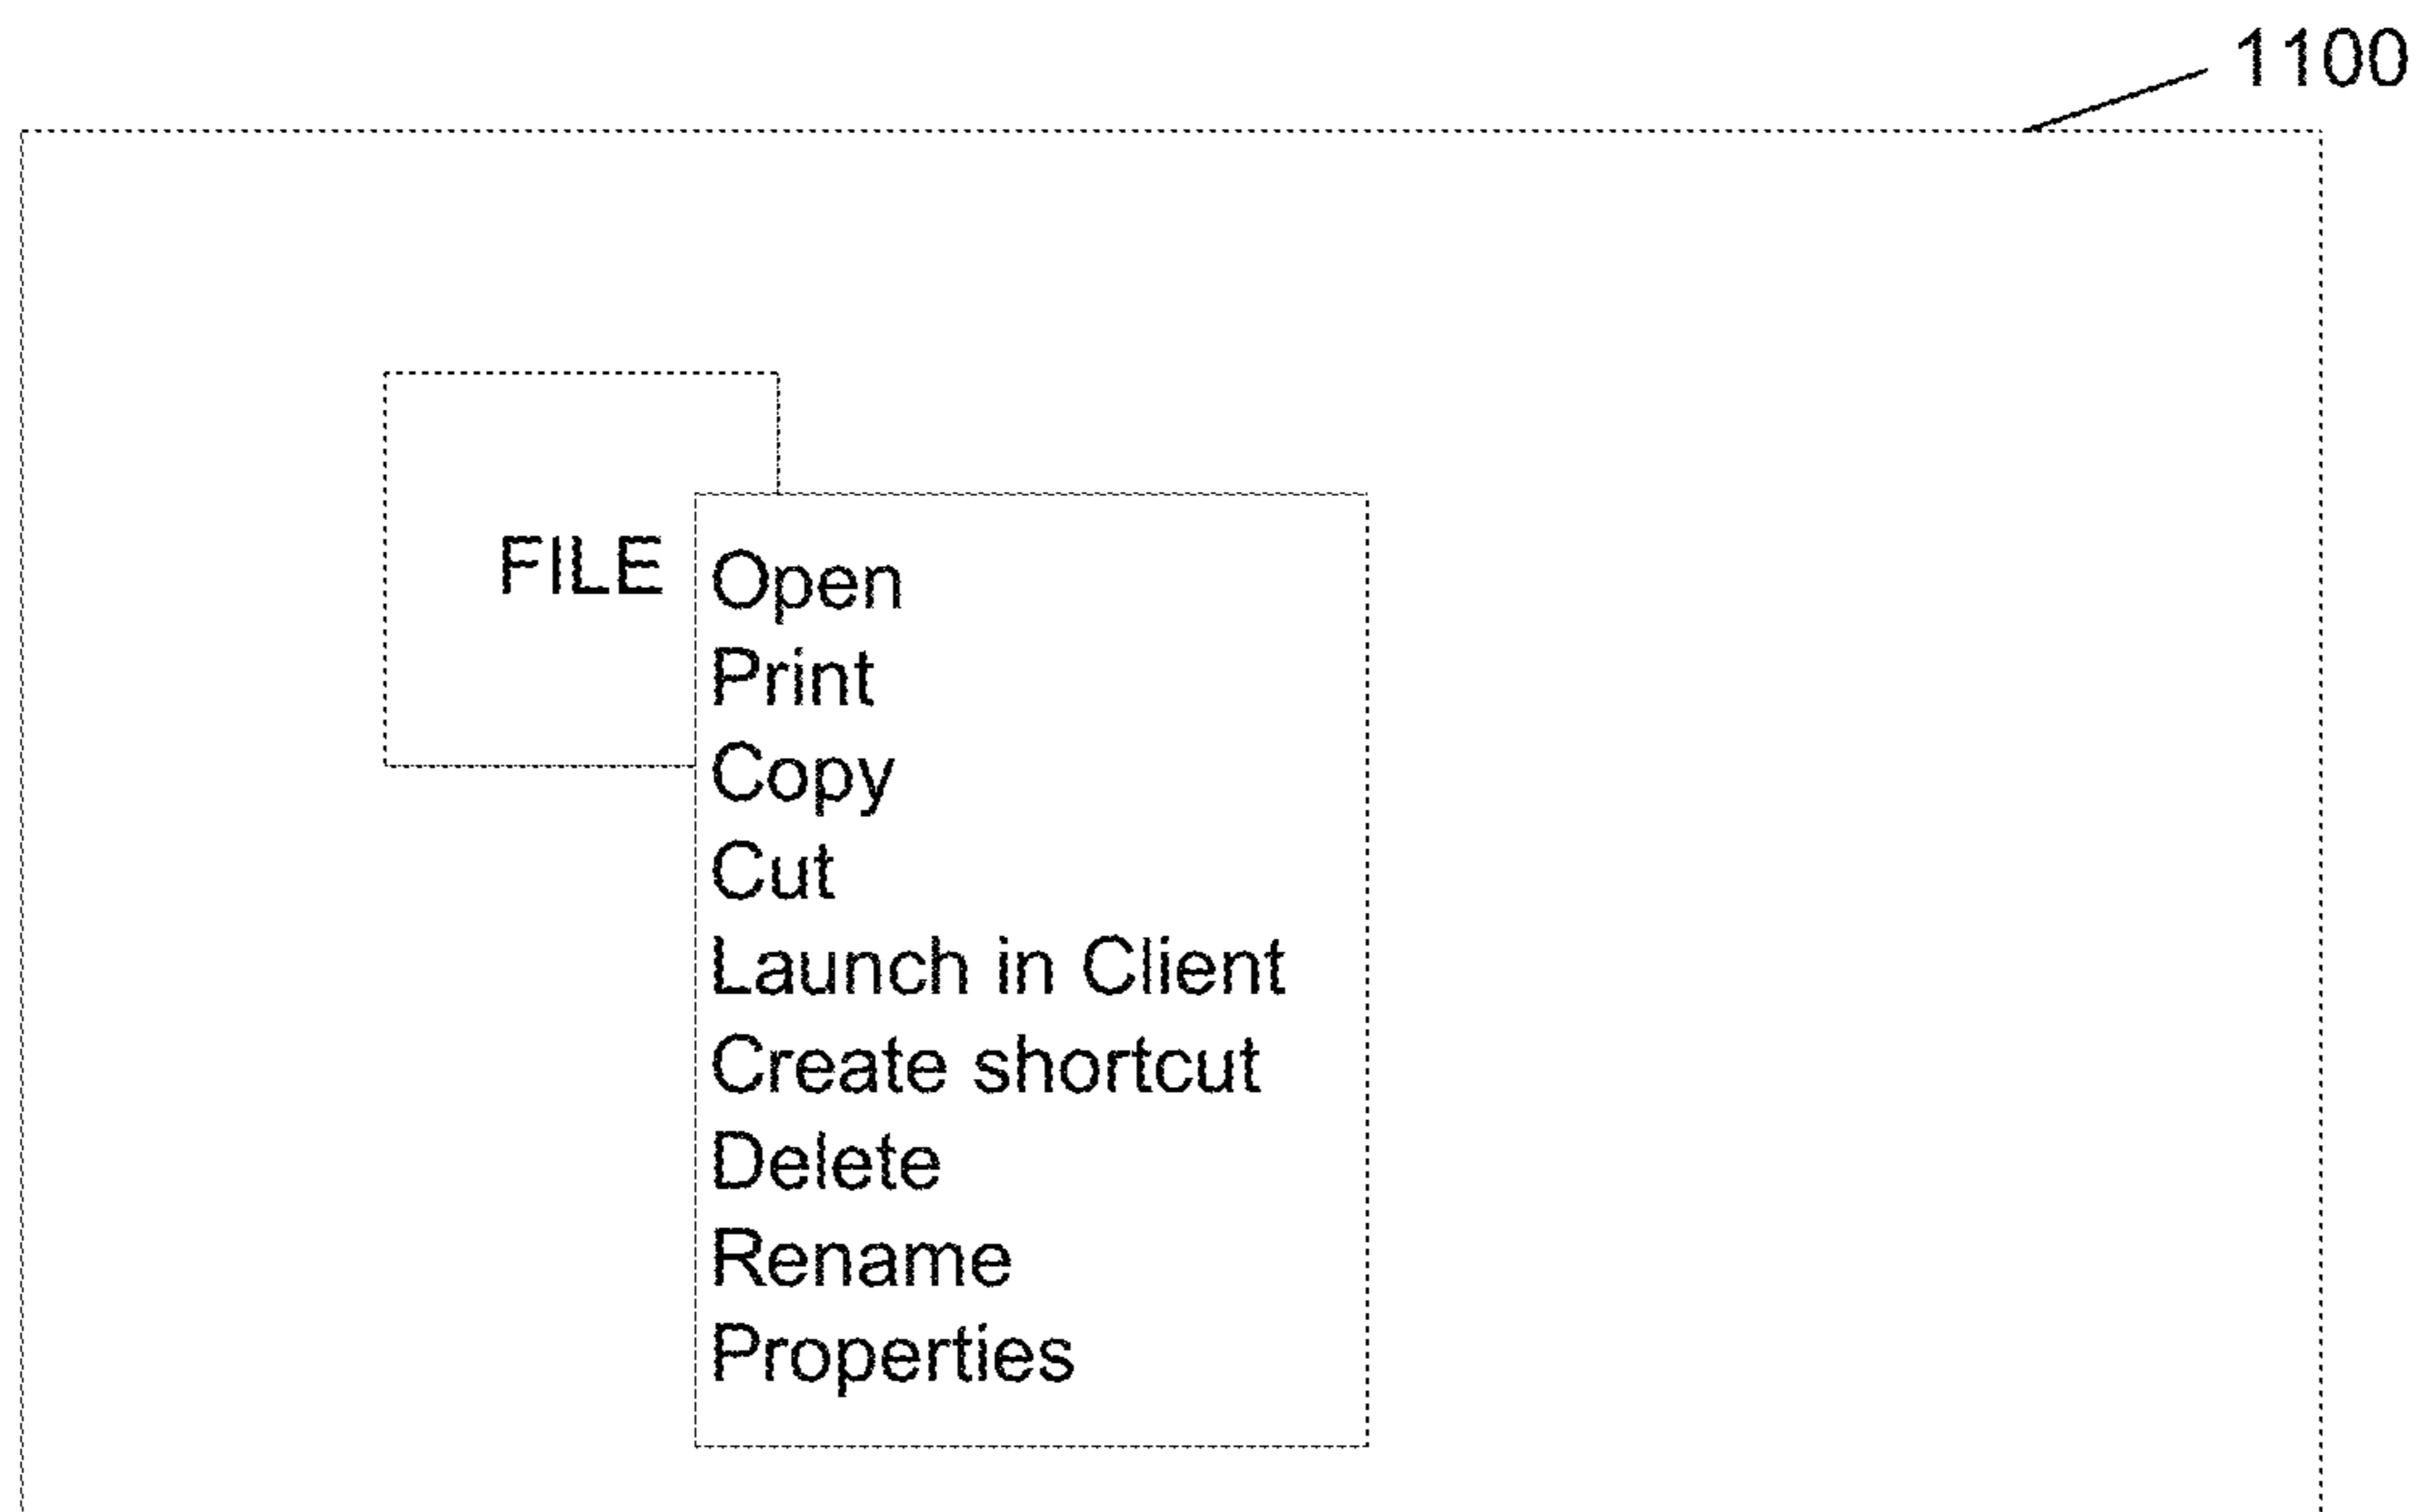 1100
FILE
Open
Print
Copy
Cut
Launch in Client
Create shortcut
Delete
Rename
Properties